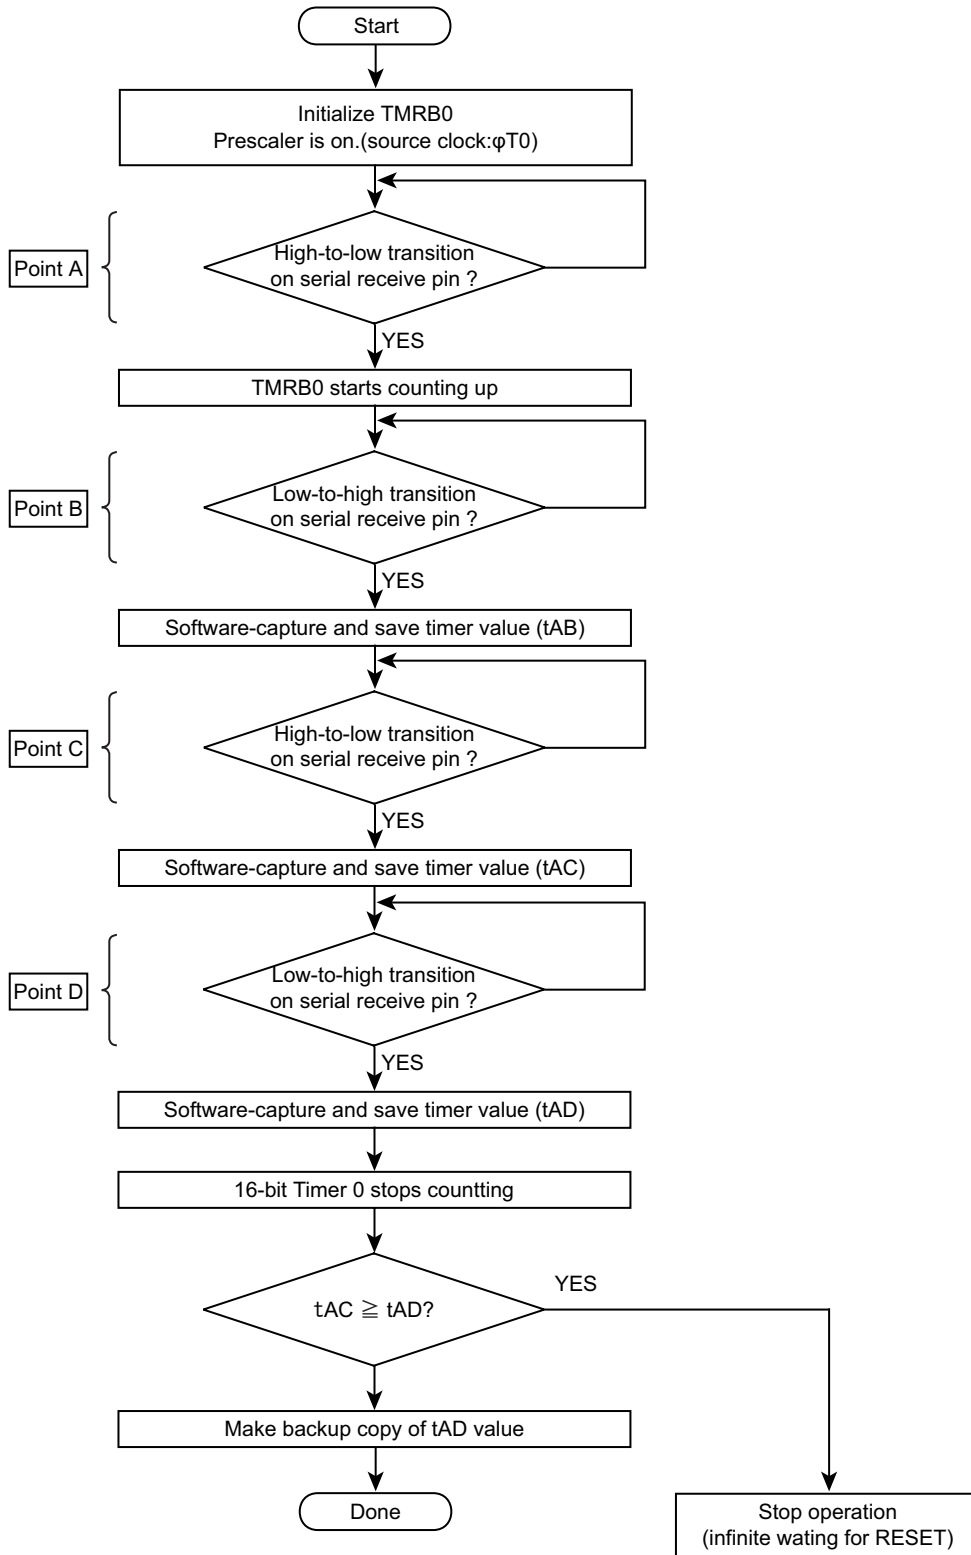 Start
Initialize TMRB0
Prescaler is on.(source clock:φT0)
Point A
High-to-low transition
on serial receive pin ?
YES
TMRB0 starts counting up
Point B
Low-to-high transition
on serial receive pin ?
YES
Software-capture and save timer value (tAB)
Point C
High-to-low transition
on serial receive pin ?
YES
Software-capture and save timer value (tAC)
Point D
Low-to-high transition
on serial receive pin ?
YES
Software-capture and save timer value (tAD)
16-bit Timer 0 stops countting
YES
tAC ≧ tAD?
Make backup copy of tAD value
Done
Stop operation
(infinite wating for RESET)